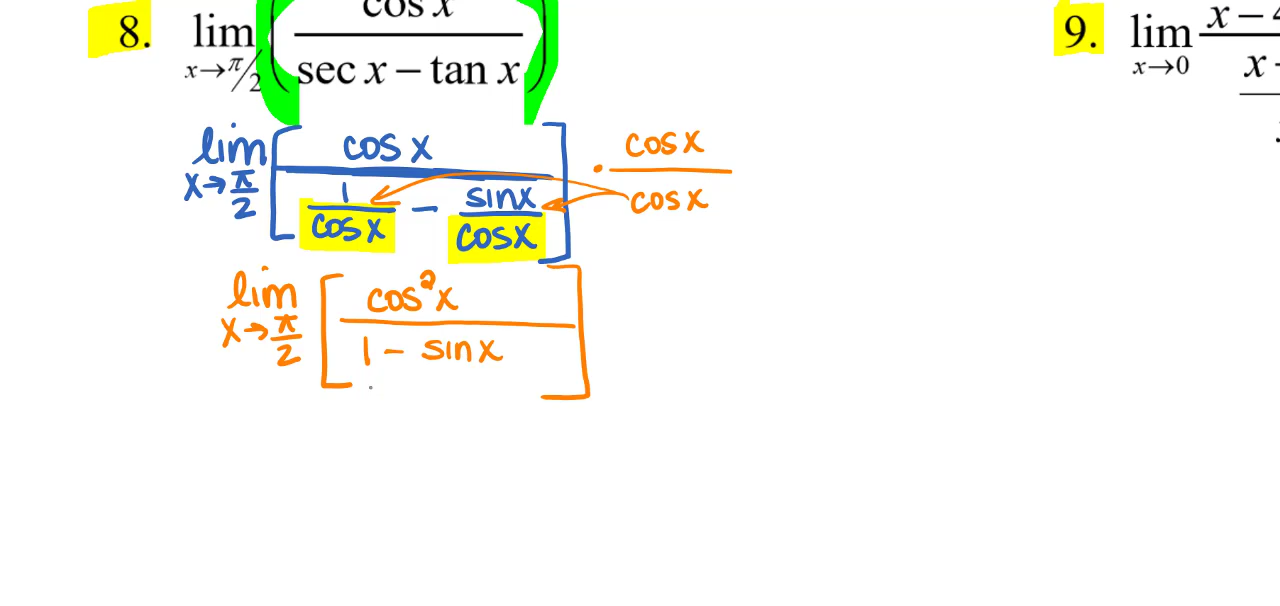 8. lim x→π/2 ( cos x / sec x − tan x )
9. lim x→0 x −
x
lim x→π/2 [ cos x / 1/cos x − sin x/cos x ] · cos x / cos x
lim x→π/2 [ cos²x / 1 − sin x ]